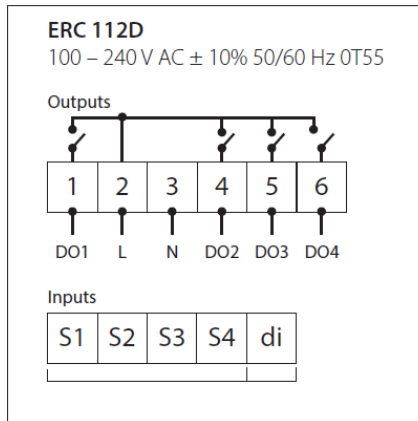 ERC 112D
100 – 240 V AC ± 10% 50/60 Hz 0T55
Outputs
1 2 3 4 5 6
DO1 L N DO2 DO3 DO4
Inputs
S1 S2 S3 S4 di